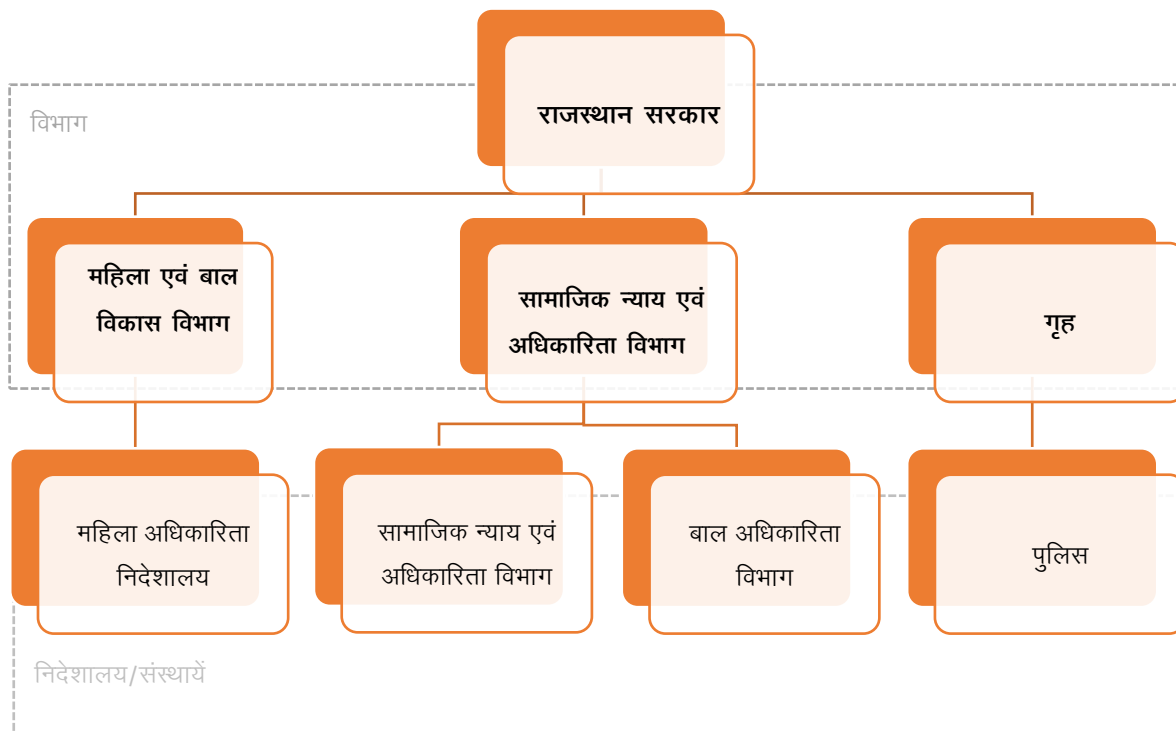 राजस्थान सरकार
विभाग
महिला एवं बाल
विकास विभाग
सामाजिक न्याय एवं
अधिकारिता विभाग
गृह
महिला अधिकारिता
निदेशालय
सामाजिक न्याय एवं
अधिकारिता विभाग
बाल अधिकारिता
विभाग
पुलिस
निदेशालय/संस्थायें